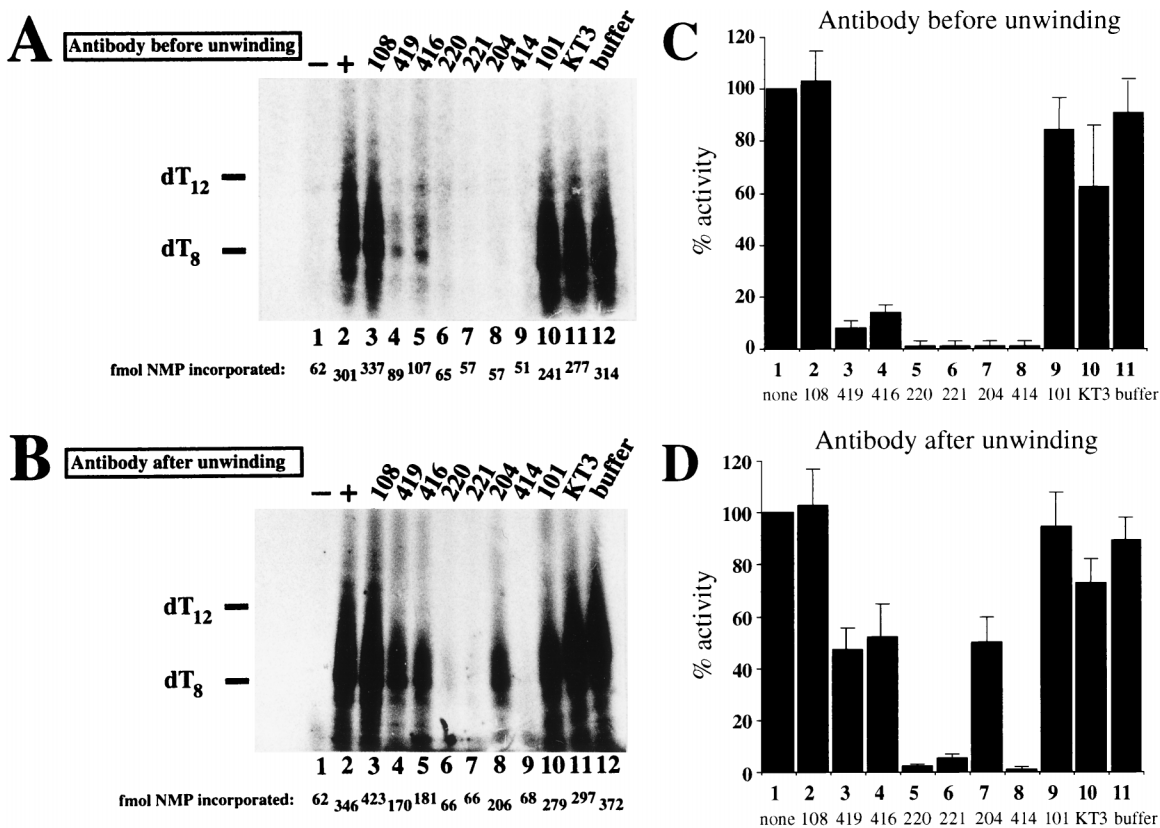 A Antibody before unwinding
− + 108 419 416 220 221 204 414 101 KT3 buffer
dT12
dT8
1 2 3 4 5 6 7 8 9 10 11 12
fmol NMP incorporated: 62 301 337 89 107 65 57 57 51 241 277 314
B Antibody after unwinding
− + 108 419 416 220 221 204 414 101 KT3 buffer
dT12
dT8
1 2 3 4 5 6 7 8 9 10 11 12
fmol NMP incorporated: 62 346 423 170 181 66 66 206 68 279 297 372
C Antibody before unwinding
% activity
120
100
80
60
40
20
0
1 2 3 4 5 6 7 8 9 10 11
none 108 419 416 220 221 204 414 101 KT3 buffer
D Antibody after unwinding
% activity
120
100
80
60
40
20
0
1 2 3 4 5 6 7 8 9 10 11
none 108 419 416 220 221 204 414 101 KT3 buffer